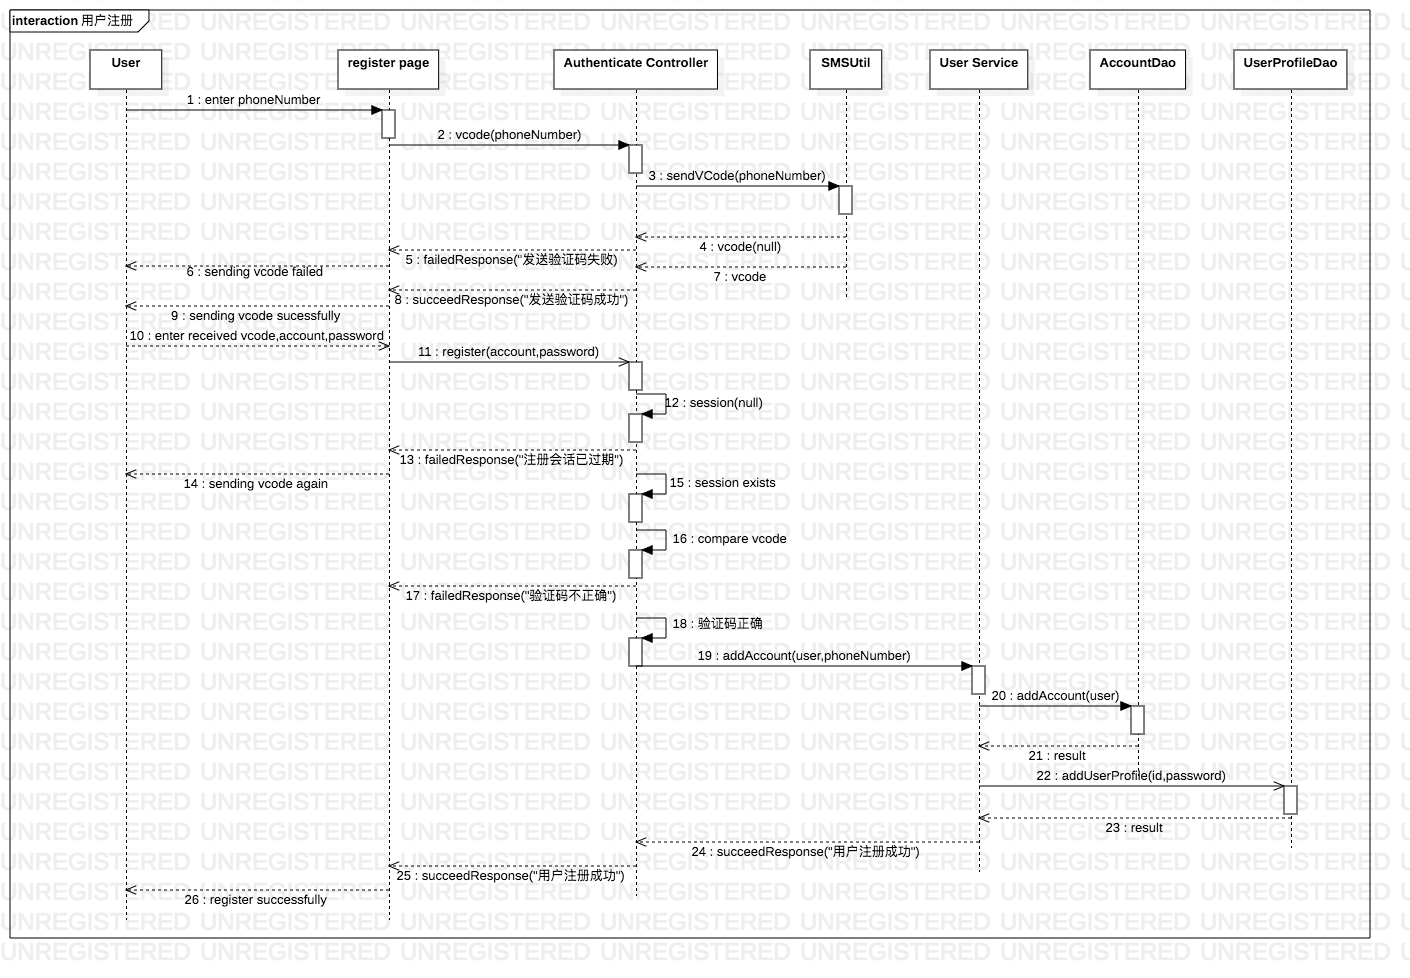 interaction 用户注册
User
register page
Authenticate Controller
SMSUtil
User Service
AccountDao
UserProfileDao
1 : enter phoneNumber
2 : vcode(phoneNumber)
3 : sendVCode(phoneNumber)
4 : vcode(null)
5 : failedResponse("发送验证码失败)
6 : sending vcode failed
7 : vcode
8 : succeedResponse("发送验证码成功")
9 : sending vcode sucessfully
10 : enter received vcode,account,password
11 : register(account,password)
12 : session(null)
13 : failedResponse("注册会话已过期")
14 : sending vcode again
15 : session exists
16 : compare vcode
17 : failedResponse("验证码不正确")
18 : 验证码正确
19 : addAccount(user,phoneNumber)
20 : addAccount(user)
21 : result
22 : addUserProfile(id,password)
23 : result
24 : succeedResponse("用户注册成功")
25 : succeedResponse("用户注册成功")
26 : register successfully